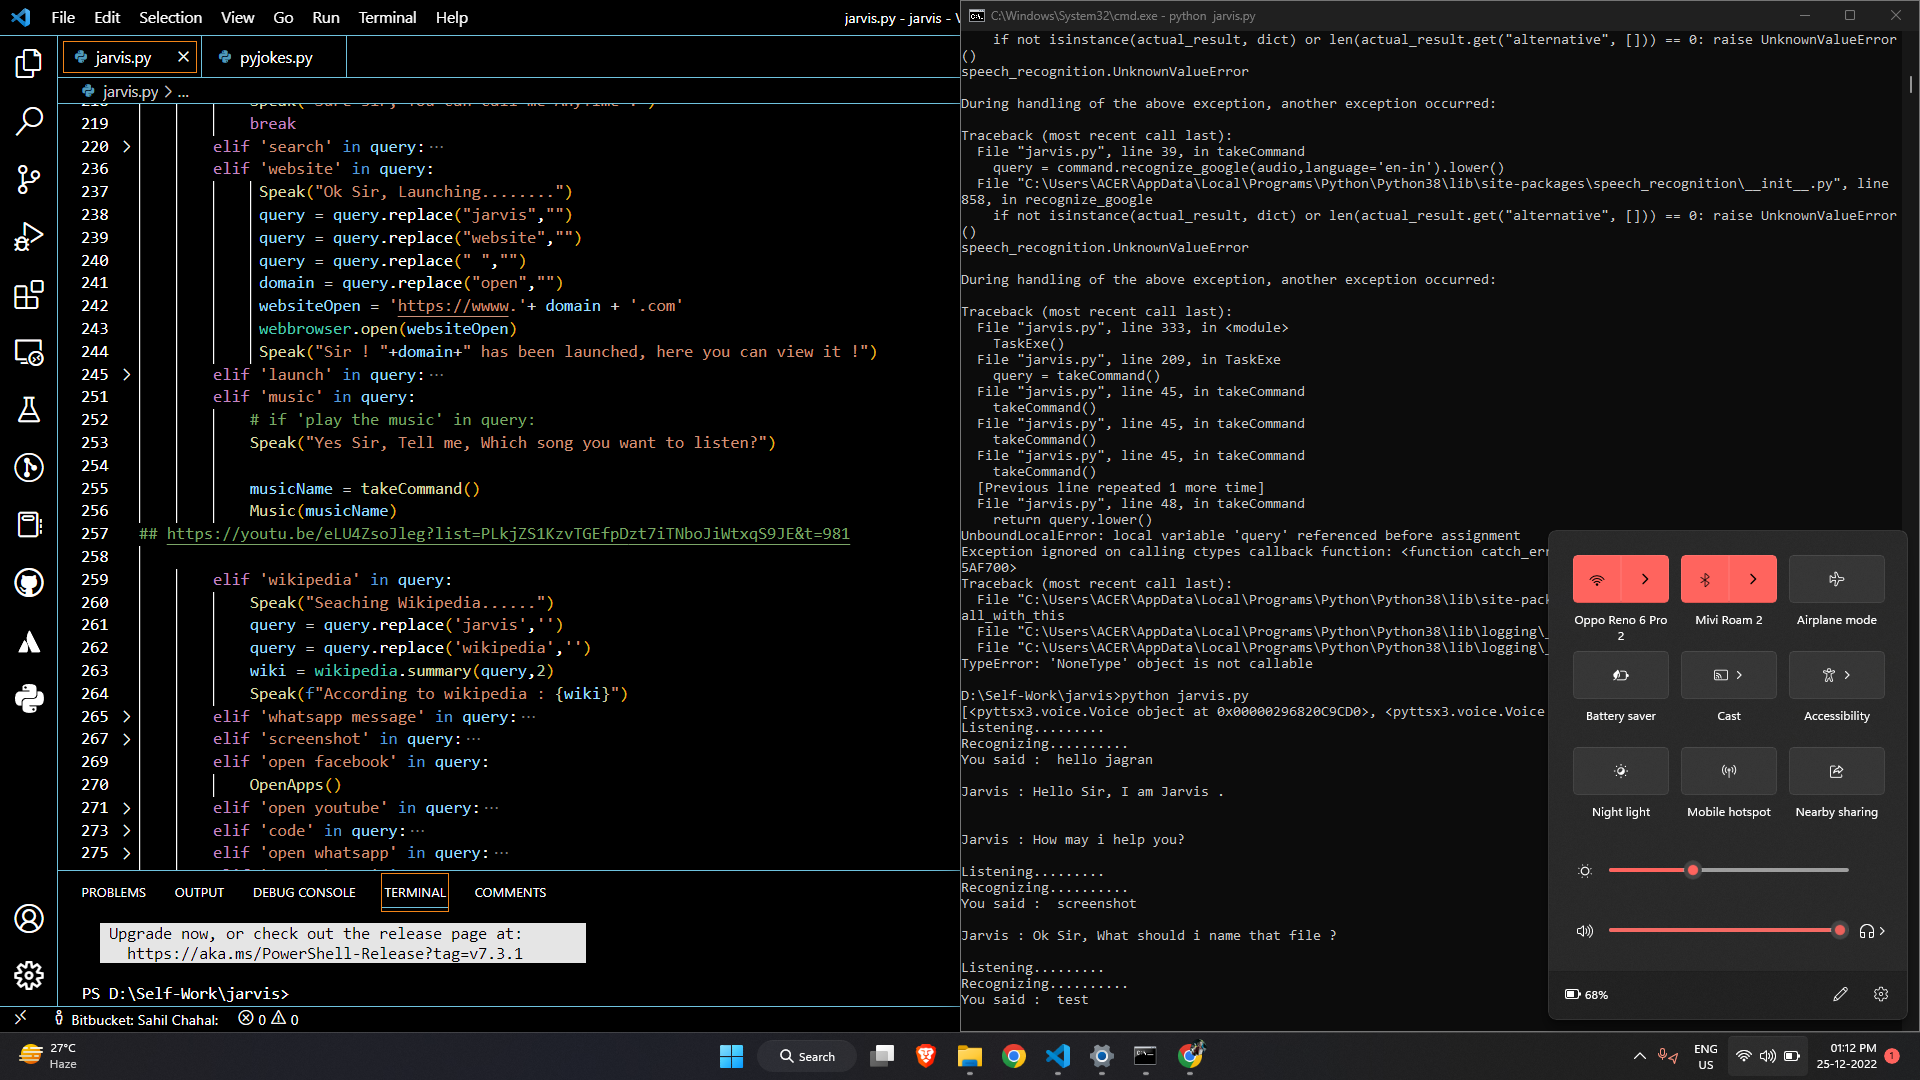 File Edit Selection View Go Run Terminal Help
jarvis.py - jarvis -
jarvis.py
pyjokes.py
jarvis.py > ...
219 break
220 elif 'search' in query:···
236 elif 'website' in query:
237 Speak("Ok Sir, Launching........")
238 query = query.replace("jarvis","")
239 query = query.replace("website","")
240 query = query.replace(" ","")
241 domain = query.replace("open","")
242 websiteOpen = 'https://wwww.'+ domain + '.com'
243 webbrowser.open(websiteOpen)
244 Speak("Sir ! "+domain+" has been launched, here you can view it !")
245 elif 'launch' in query:···
251 elif 'music' in query:
252 # if 'play the music' in query:
253 Speak("Yes Sir, Tell me, Which song you want to listen?")
254
255 musicName = takeCommand()
256 Music(musicName)
257 ## https://youtu.be/eLU4ZsoJleg?list=PLkjZS1KzvTGEfpDzt7iTNboJiWtxqS9JE&t=981
258
259 elif 'wikipedia' in query:
260 Speak("Seaching Wikipedia......")
261 query = query.replace('jarvis','')
262 query = query.replace('wikipedia','')
263 wiki = wikipedia.summary(query,2)
264 Speak(f"According to wikipedia : {wiki}")
265 elif 'whatsapp message' in query:···
267 elif 'screenshot' in query:···
269 elif 'open facebook' in query:
270 OpenApps()
271 elif 'open youtube' in query:···
273 elif 'code' in query:···
275 elif 'open whatsapp' in query:···
PROBLEMS OUTPUT DEBUG CONSOLE TERMINAL COMMENTS
Upgrade now, or check out the release page at:
https://aka.ms/PowerShell-Release?tag=v7.3.1
PS D:\Self-Work\jarvis>
Bitbucket: Sahil Chahal: 0 0
C:\Windows\System32\cmd.exe - python jarvis.py
if not isinstance(actual_result, dict) or len(actual_result.get("alternative", [])) == 0: raise UnknownValueError
()
speech_recognition.UnknownValueError
During handling of the above exception, another exception occurred:
Traceback (most recent call last):
File "jarvis.py", line 39, in takeCommand
query = command.recognize_google(audio,language='en-in').lower()
File "C:\Users\ACER\AppData\Local\Programs\Python\Python38\lib\site-packages\speech_recognition\__init__.py", line
858, in recognize_google
if not isinstance(actual_result, dict) or len(actual_result.get("alternative", [])) == 0: raise UnknownValueError
()
speech_recognition.UnknownValueError
During handling of the above exception, another exception occurred:
Traceback (most recent call last):
File "jarvis.py", line 333, in <module>
TaskExe()
File "jarvis.py", line 209, in TaskExe
query = takeCommand()
File "jarvis.py", line 45, in takeCommand
takeCommand()
File "jarvis.py", line 45, in takeCommand
takeCommand()
File "jarvis.py", line 45, in takeCommand
takeCommand()
[Previous line repeated 1 more time]
File "jarvis.py", line 48, in takeCommand
return query.lower()
UnboundLocalError: local variable 'query' referenced before assignment
Exception ignored on calling ctypes callback function: <function catch_er
5AF700>
Traceback (most recent call last):
File "C:\Users\ACER\AppData\Local\Programs\Python\Python38\lib\site-pac
all_with_this
File "C:\Users\ACER\AppData\Local\Programs\Python\Python38\lib\logging\_
File "C:\Users\ACER\AppData\Local\Programs\Python\Python38\lib\logging\_
TypeError: 'NoneType' object is not callable
D:\Self-Work\jarvis>python jarvis.py
[<pyttsx3.voice.Voice object at 0x00000296820C9CD0>, <pyttsx3.voice.Voice
Listening.........
Recognizing..........
You said : hello jagran
Jarvis : Hello Sir, I am Jarvis .
Jarvis : How may i help you?
Listening.........
Recognizing..........
You said : screenshot
Jarvis : Ok Sir, What should i name that file ?
Listening.........
Recognizing..........
You said : test
Oppo Reno 6 Pro
2
Mivi Roam 2
Airplane mode
Battery saver
Cast
Accessibility
Night light
Mobile hotspot
Nearby sharing
68%
27°C
Haze
Search
ENG
US
01:12 PM
25-12-2022
1